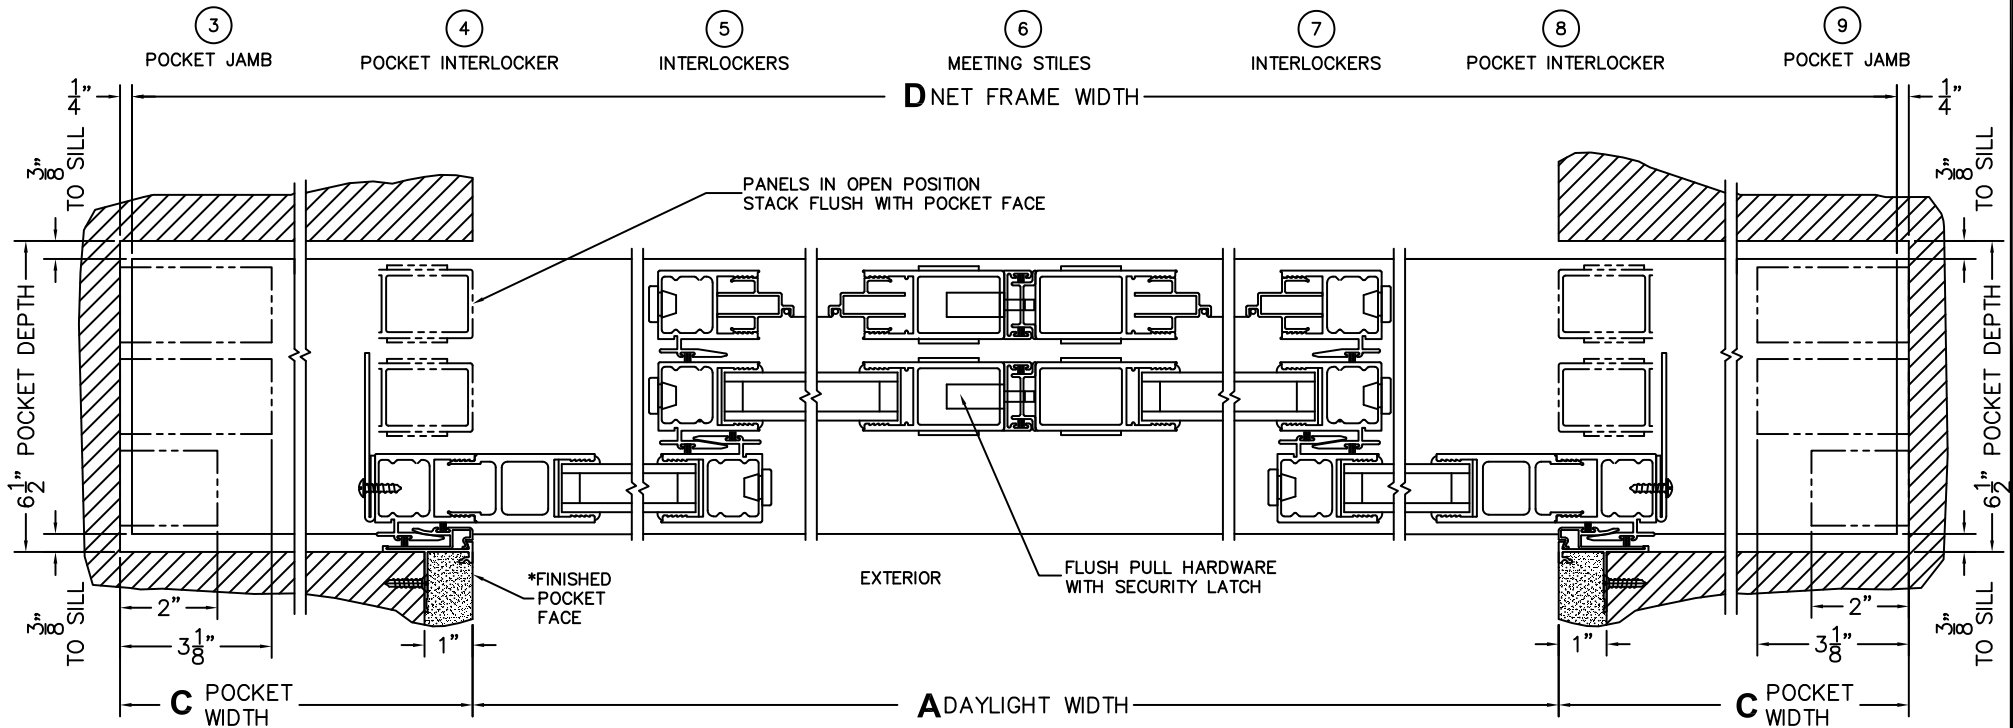 3
POCKET JAMB
4
POCKET INTERLOCKER
5
INTERLOCKERS
6
MEETING STILES
7
INTERLOCKERS
8
POCKET INTERLOCKER
9
POCKET JAMB
1/4"
D NET FRAME WIDTH
1/4"
3/8"
TO SILL
PANELS IN OPEN POSITION
STACK FLUSH WITH POCKET FACE
3/8"
TO SILL
6 1/2" POCKET DEPTH
6 1/2" POCKET DEPTH
*FINISHED
POCKET
FACE
EXTERIOR
FLUSH PULL HARDWARE
WITH SECURITY LATCH
3/8"
TO SILL
2"
3 1/8"
1"
1"
2"
3 1/8"
3/8"
TO SILL
C POCKET
WIDTH
A DAYLIGHT WIDTH
C POCKET
WIDTH